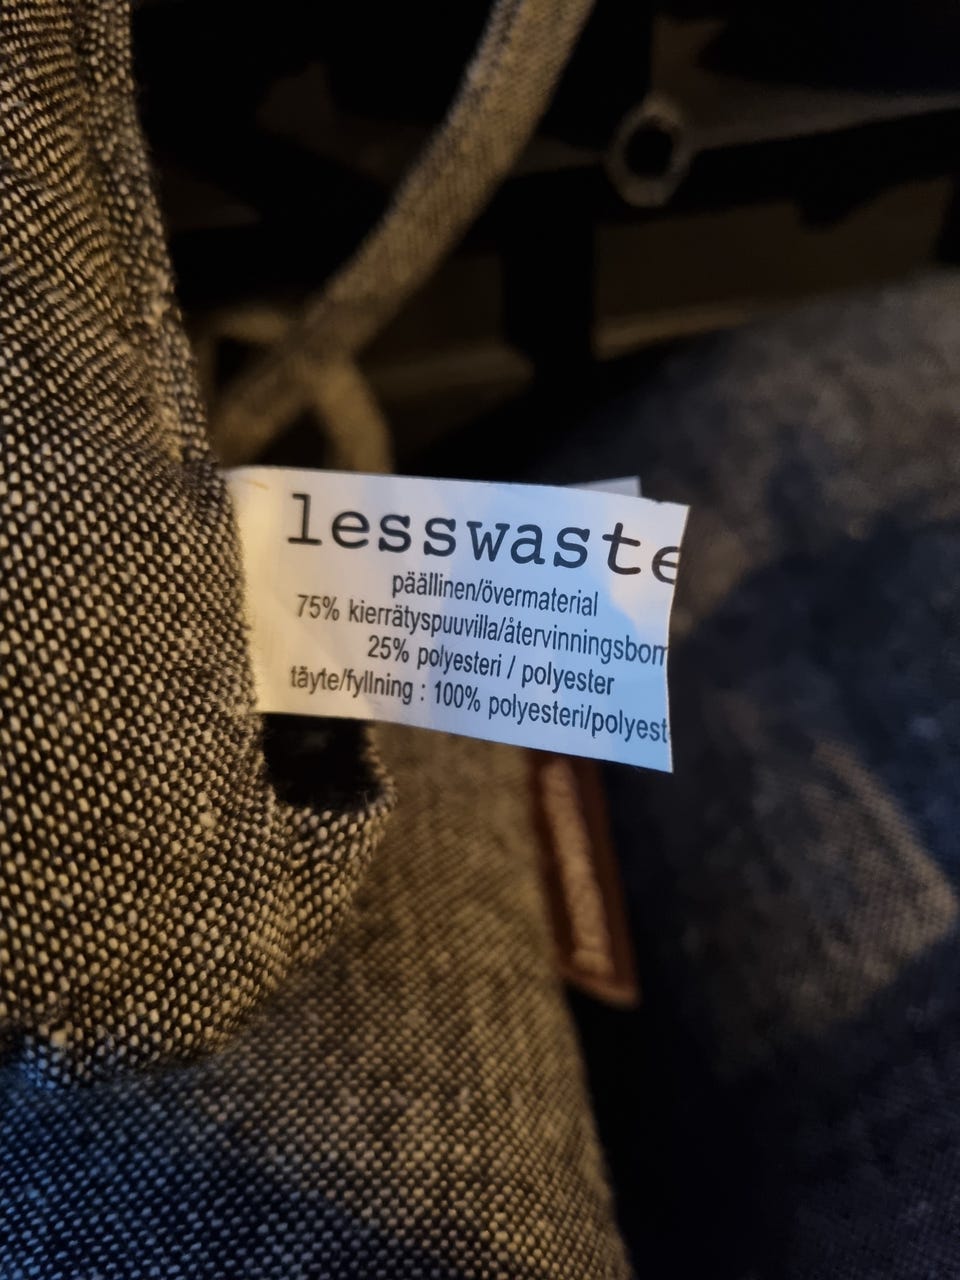 lesswaste
päällinen/övermaterial
75% kierrätyspuuvilla/återvinningsbom
25% polyesteri / polyester
täyte/fyllning : 100% polyesteri/polyest